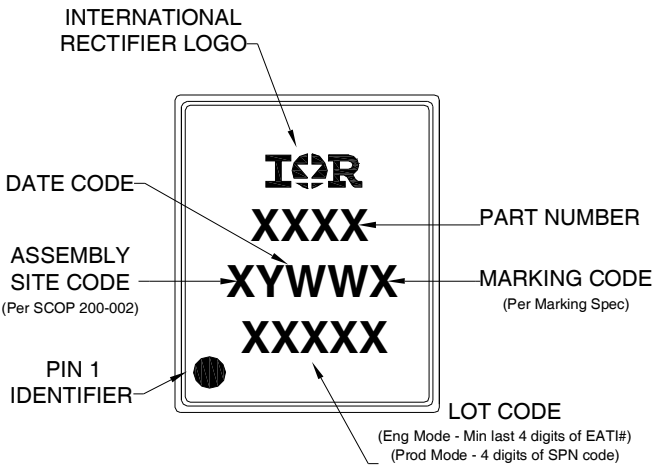 INTERNATIONAL
RECTIFIER LOGO
IOR
DATE CODE
XXXX
PART NUMBER
ASSEMBLY
SITE CODE
(Per SCOP 200-002)
XYWWX
MARKING CODE
(Per Marking Spec)
XXXXX
PIN 1
IDENTIFIER
LOT CODE
(Eng Mode - Min last 4 digits of EATI#)
(Prod Mode - 4 digits of SPN code)